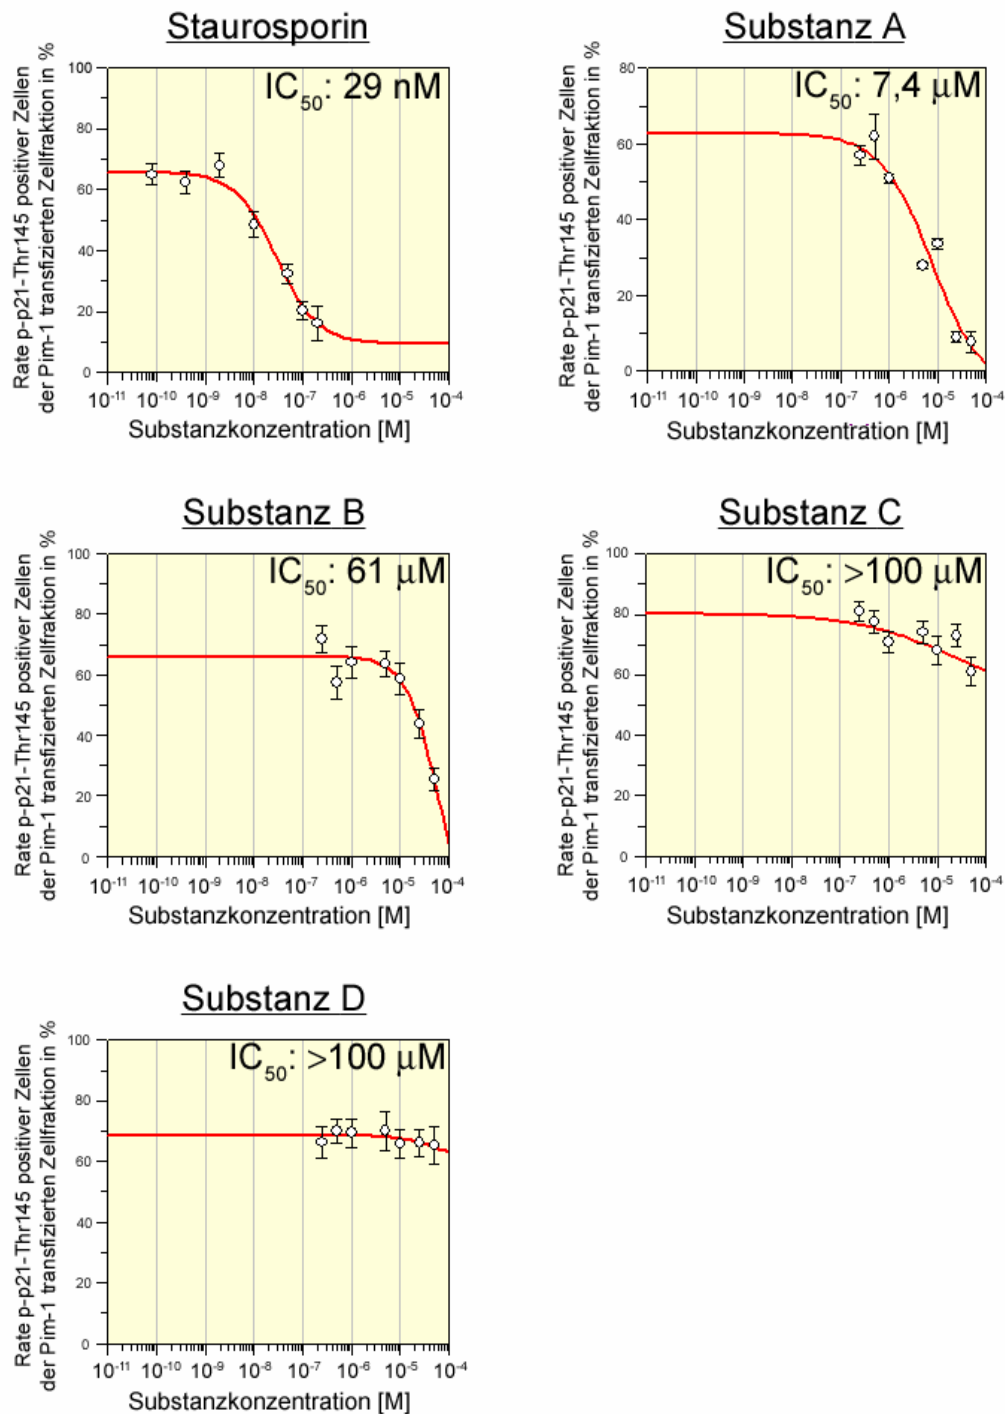 Staurosporin
IC50: 29 nM
Rate p-p21-Thr145 positiver Zellen
der Pim-1 transfizierten Zellfraktion in %
100
80
60
40
20
0
10-11 10-10 10-9 10-8 10-7 10-6 10-5 10-4
Substanzkonzentration [M]
Substanz A
IC50: 7,4 µM
Rate p-p21-Thr145 positiver Zellen
der Pim-1 transfizierten Zellfraktion in %
80
60
40
20
0
10-11 10-10 10-9 10-8 10-7 10-6 10-5 10-4
Substanzkonzentration [M]
Substanz B
IC50: 61 µM
Rate p-p21-Thr145 positiver Zellen
der Pim-1 transfizierten Zellfraktion in %
100
80
60
40
20
0
10-11 10-10 10-9 10-8 10-7 10-6 10-5 10-4
Substanzkonzentration [M]
Substanz C
IC50: >100 µM
Rate p-p21-Thr145 positiver Zellen
der Pim-1 transfizierten Zellfraktion in %
100
80
60
40
20
0
10-11 10-10 10-9 10-8 10-7 10-6 10-5 10-4
Substanzkonzentration [M]
Substanz D
IC50: >100 µM
Rate p-p21-Thr145 positiver Zellen
der Pim-1 transfizierten Zellfraktion in %
100
80
60
40
20
0
10-11 10-10 10-9 10-8 10-7 10-6 10-5 10-4
Substanzkonzentration [M]